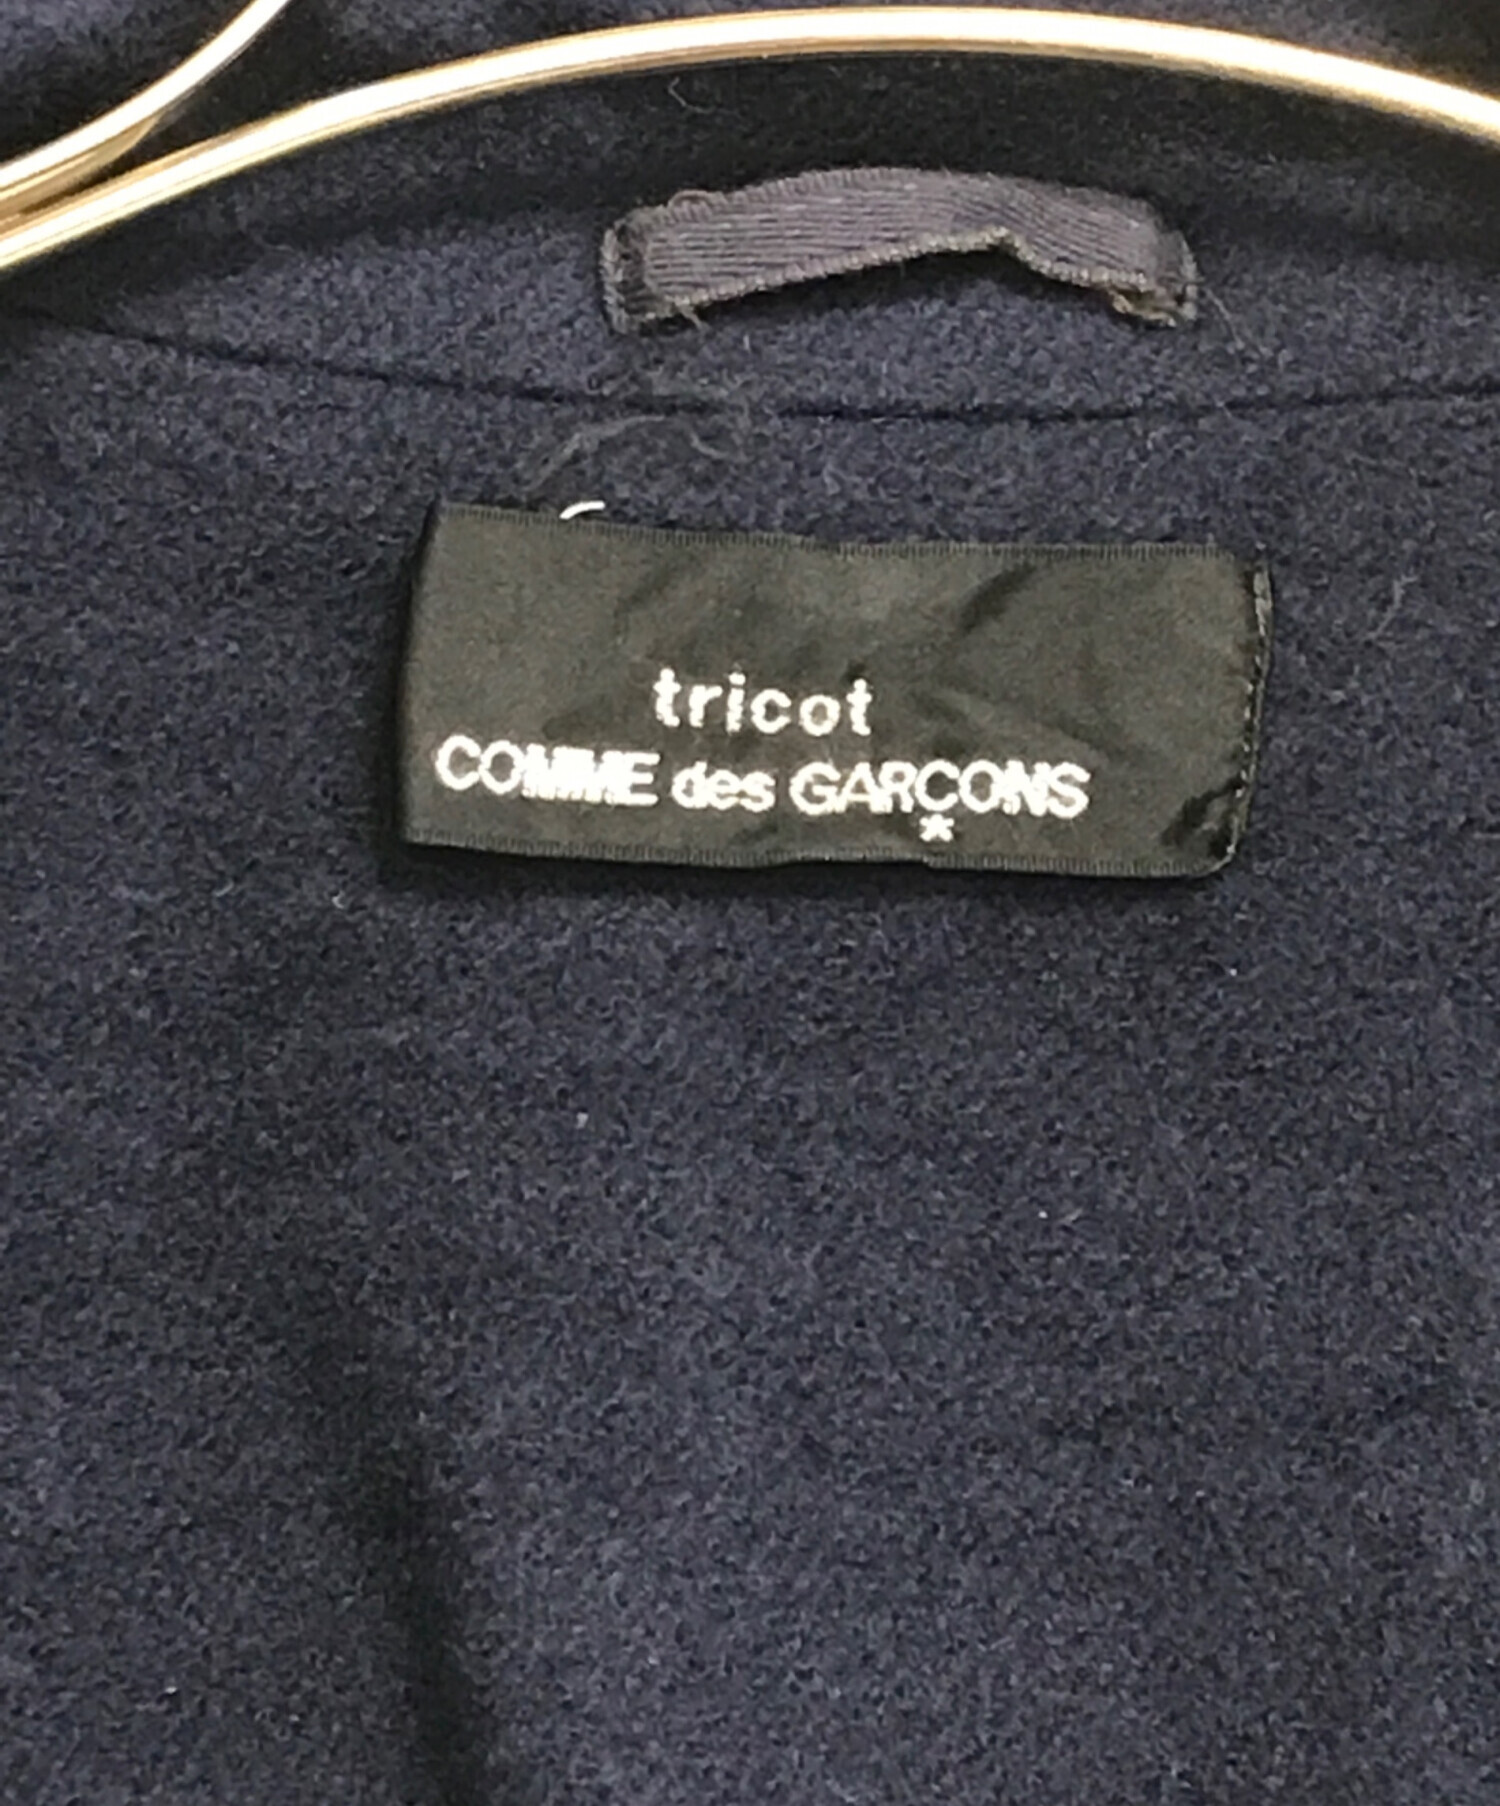 tricot
COMME des GARÇONS
*